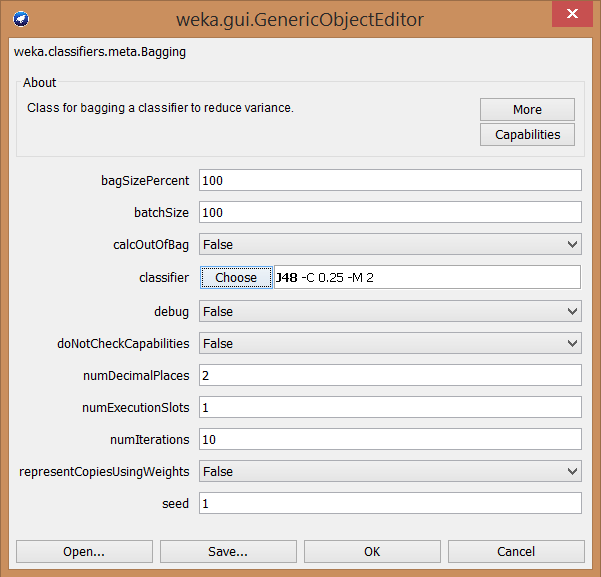 weka.gui.GenericObjectEditor
weka.classifiers.meta.Bagging
About
Class for bagging a classifier to reduce variance.
More
Capabilities
bagSizePercent 100
batchSize 100
calcOutOfBag False
classifier Choose J48 -C 0.25 -M 2
debug False
doNotCheckCapabilities False
numDecimalPlaces 2
numExecutionSlots 1
numIterations 10
representCopiesUsingWeights False
seed 1
Open... Save... OK Cancel